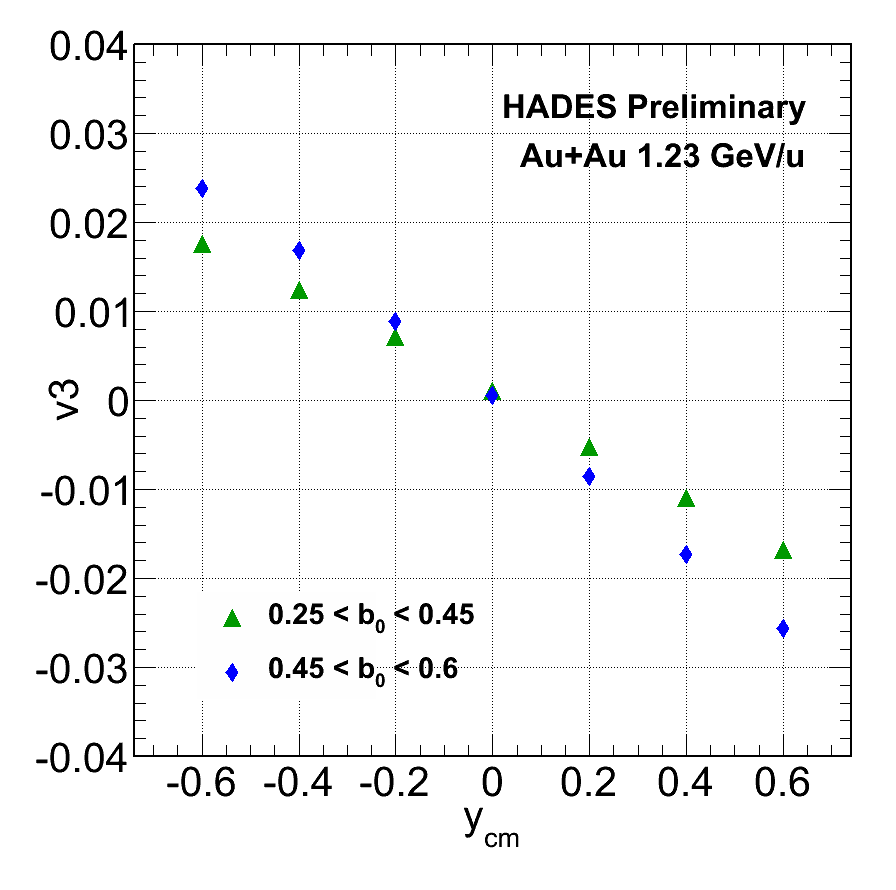 0.04
HADES Preliminary
0.03
Au+Au 1.23 GeV/u
0.02
0.01
v3
0
-0.01
-0.02
0.25 < b0 < 0.45
0.45 < b0 < 0.6
-0.03
-0.04
-0.6 -0.4 -0.2 0 0.2 0.4 0.6
ycm